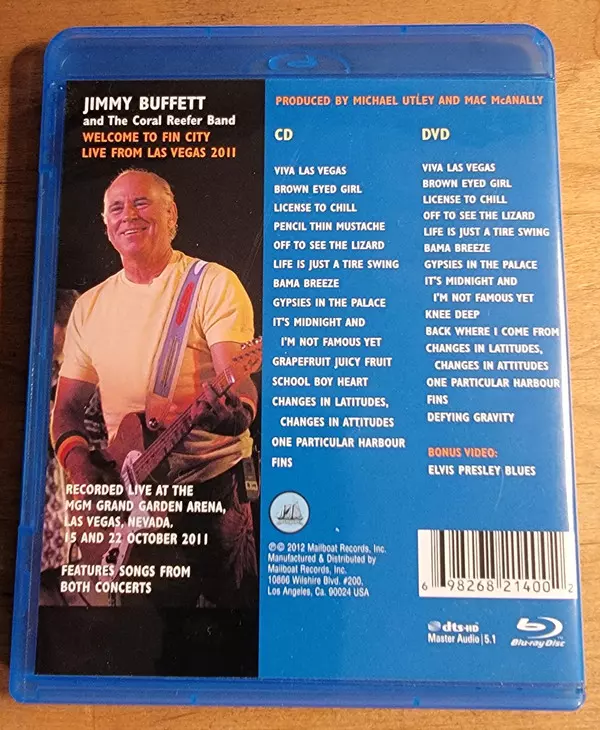 JIMMY BUFFETT
and The Coral Reefer Band
WELCOME TO FIN CITY
LIVE FROM LAS VEGAS 2011
PRODUCED BY MICHAEL UTLEY AND MAC McANALLY
CD
VIVA LAS VEGAS
BROWN EYED GIRL
LICENSE TO CHILL
PENCIL THIN MUSTACHE
OFF TO SEE THE LIZARD
LIFE IS JUST A TIRE SWING
BAMA BREEZE
GYPSIES IN THE PALACE
IT'S MIDNIGHT AND
I'M NOT FAMOUS YET
GRAPEFRUIT JUICY FRUIT
SCHOOL BOY HEART
CHANGES IN LATITUDES,
CHANGES IN ATTITUDES
ONE PARTICULAR HARBOUR
FINS
DVD
VIVA LAS VEGAS
BROWN EYED GIRL
LICENSE TO CHILL
OFF TO SEE THE LIZARD
LIFE IS JUST A TIRE SWING
BAMA BREEZE
GYPSIES IN THE PALACE
IT'S MIDNIGHT AND
I'M NOT FAMOUS YET
KNEE DEEP
BACK WHERE I COME FROM
CHANGES IN LATITUDES,
CHANGES IN ATTITUDES
ONE PARTICULAR HARBOUR
FINS
DEFYING GRAVITY
BONUS VIDEO:
ELVIS PRESLEY BLUES
RECORDED LIVE AT THE
MGM GRAND GARDEN ARENA,
LAS VEGAS, NEVADA,
15 AND 22 OCTOBER 2011
FEATURES SONGS FROM
BOTH CONCERTS
℗© 2012 Mailboat Records, Inc.
Manufactured & Distributed by
Mailboat Records, Inc.
10866 Wilshire Blvd. #200.
Los Angeles, Ca. 90024 USA
6 98268 21400 2
dts-HD
Master Audio | 5.1
Blu-ray Disc